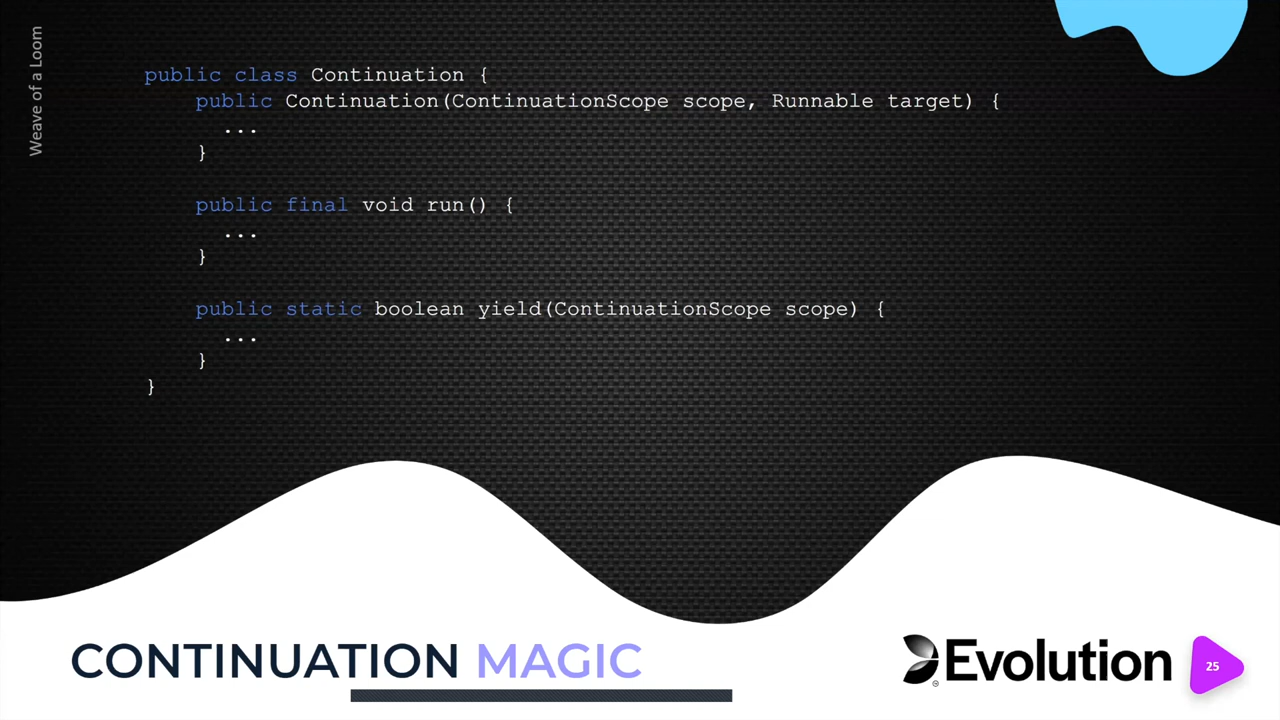 Weave of a Loom
public class Continuation {
    public Continuation(ContinuationScope scope, Runnable target) {
      ...
    }

    public final void run() {
      ...
    }

    public static boolean yield(ContinuationScope scope) {
      ...
    }
}
CONTINUATION MAGIC
Evolution
25